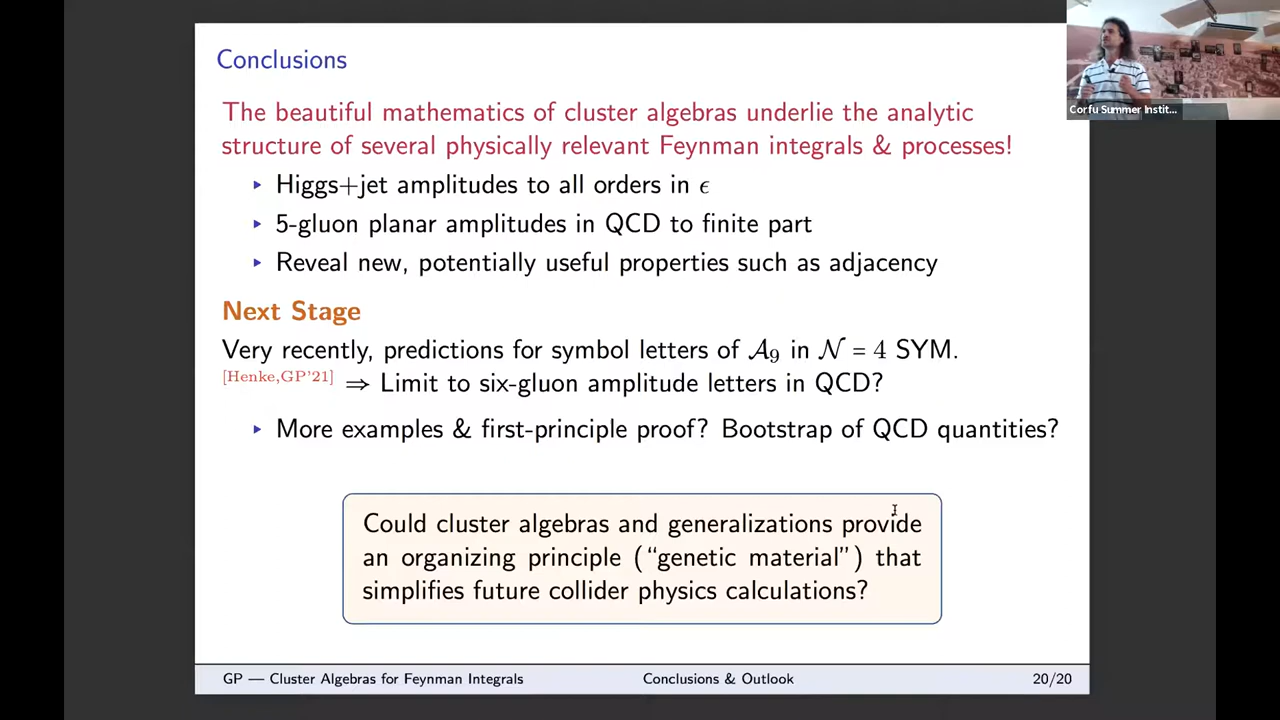 Conclusions
The beautiful mathematics of cluster algebras underlie the analytic
structure of several physically relevant Feynman integrals & processes!
▸ Higgs+jet amplitudes to all orders in ϵ
▸ 5-gluon planar amplitudes in QCD to finite part
▸ Reveal new, potentially useful properties such as adjacency
Next Stage
Very recently, predictions for symbol letters of 𝒜₉ in 𝒩 = 4 SYM.
[Henke,GP'21] ⇒ Limit to six-gluon amplitude letters in QCD?
▸ More examples & first-principle proof? Bootstrap of QCD quantities?
Could cluster algebras and generalizations provide
an organizing principle (“genetic material”) that
simplifies future collider physics calculations?
GP — Cluster Algebras for Feynman Integrals Conclusions & Outlook 20/20
Corfu Summer Instit...